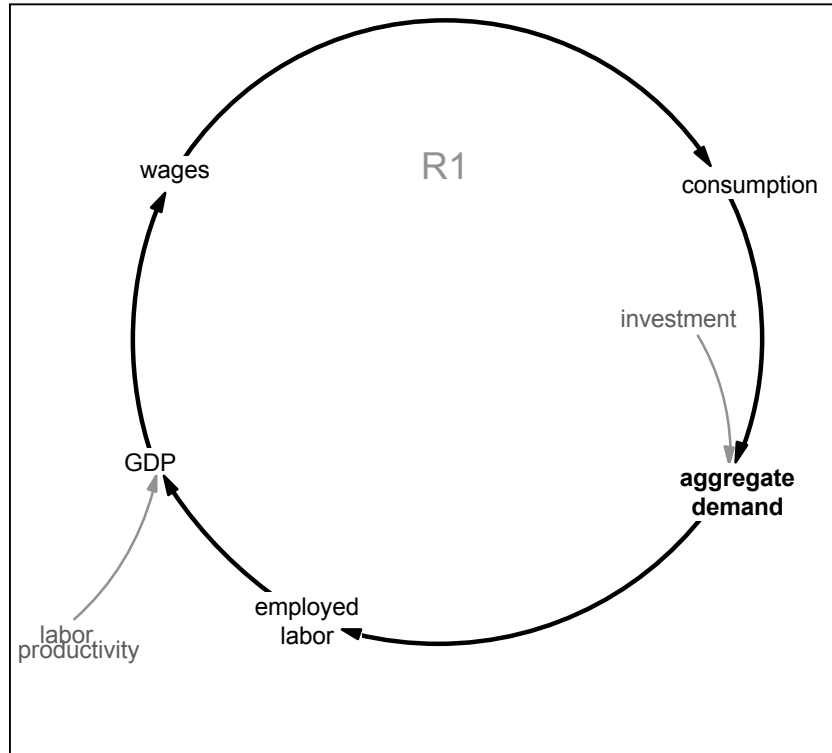 R1
wages
consumption
investment
GDP
aggregate
demand
employed
labor
labor
productivity